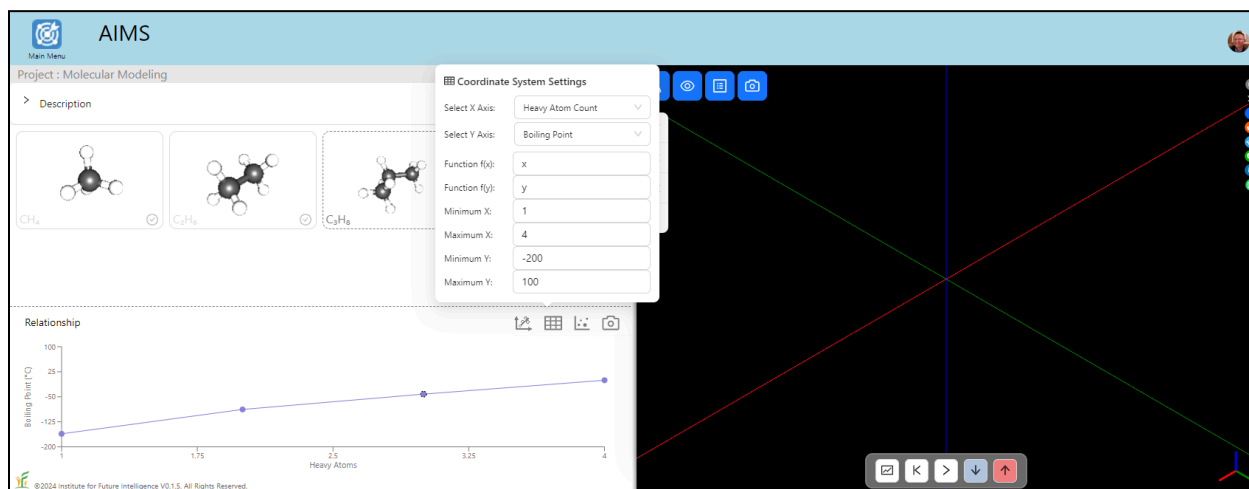 AIMS
Main Menu
Project : Molecular Modeling
Description
CH₄
C₂H₆
C₃H₈
Coordinate System Settings
Select X Axis: Heavy Atom Count
Select Y Axis: Boiling Point
Function f(x): x
Function f(y): y
Minimum X: 1
Maximum X: 4
Minimum Y: -200
Maximum Y: 100
Relationship
100
25
-50
-125
-200
Boiling Point (°C)
1 1.75 2.5 3.25 4
Heavy Atoms
©2024 Institute for Future Intelligence V0.1.5. All Rights Reserved.